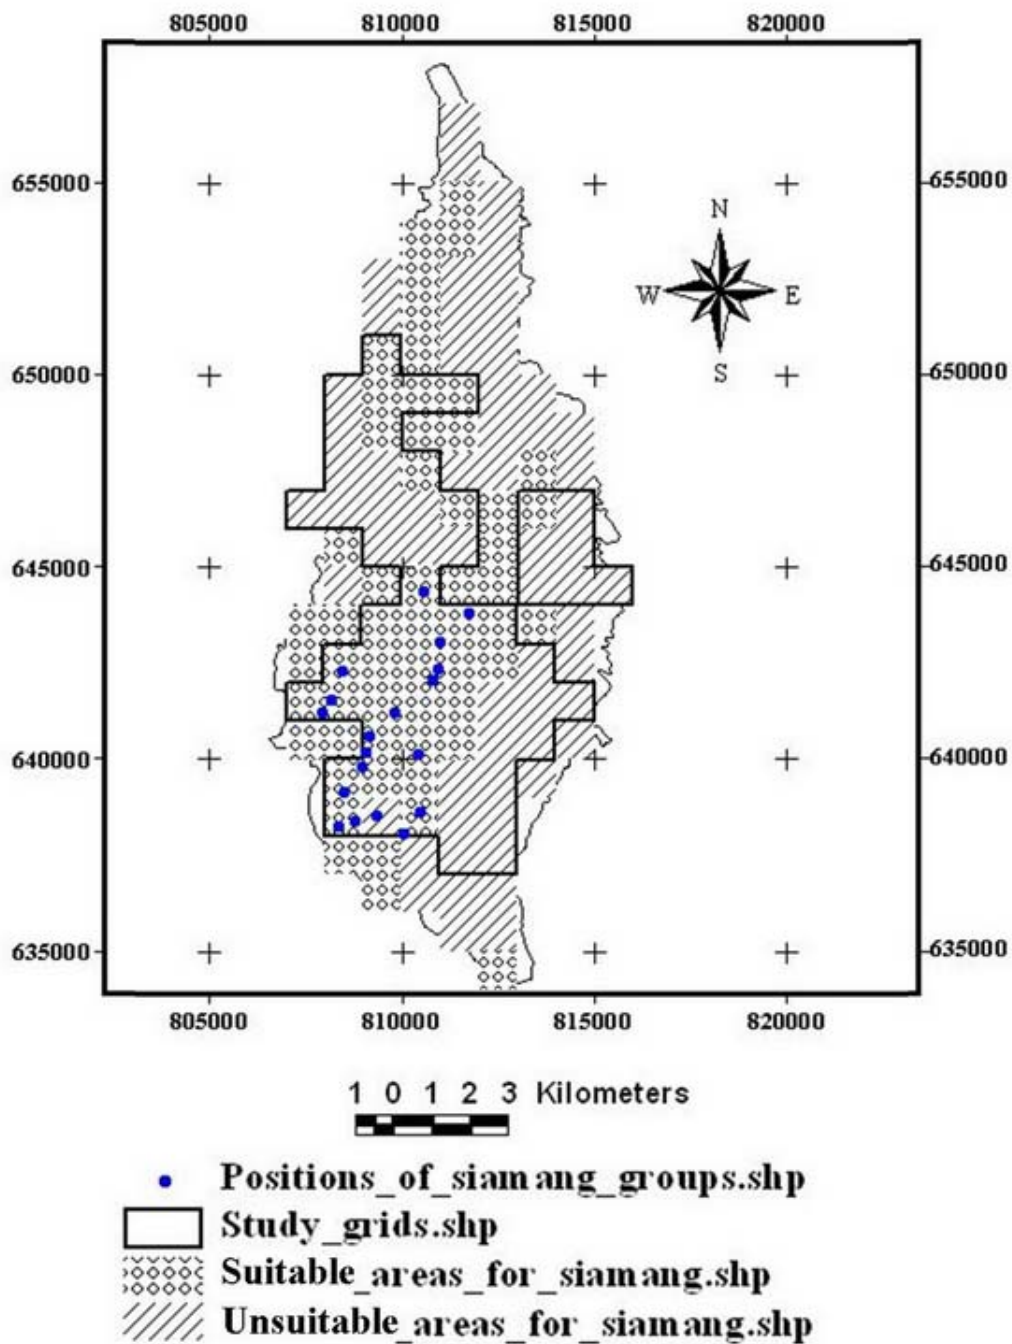 805000 810000 815000 820000
655000 655000
N
W E
S
650000 650000
645000 645000
640000 640000
635000 635000
805000 810000 815000 820000
1 0 1 2 3 Kilometers
Positions_of_siamang_groups.shp
Study_grids.shp
Suitable_areas_for_siamang.shp
Unsuitable_areas_for_siamang.shp